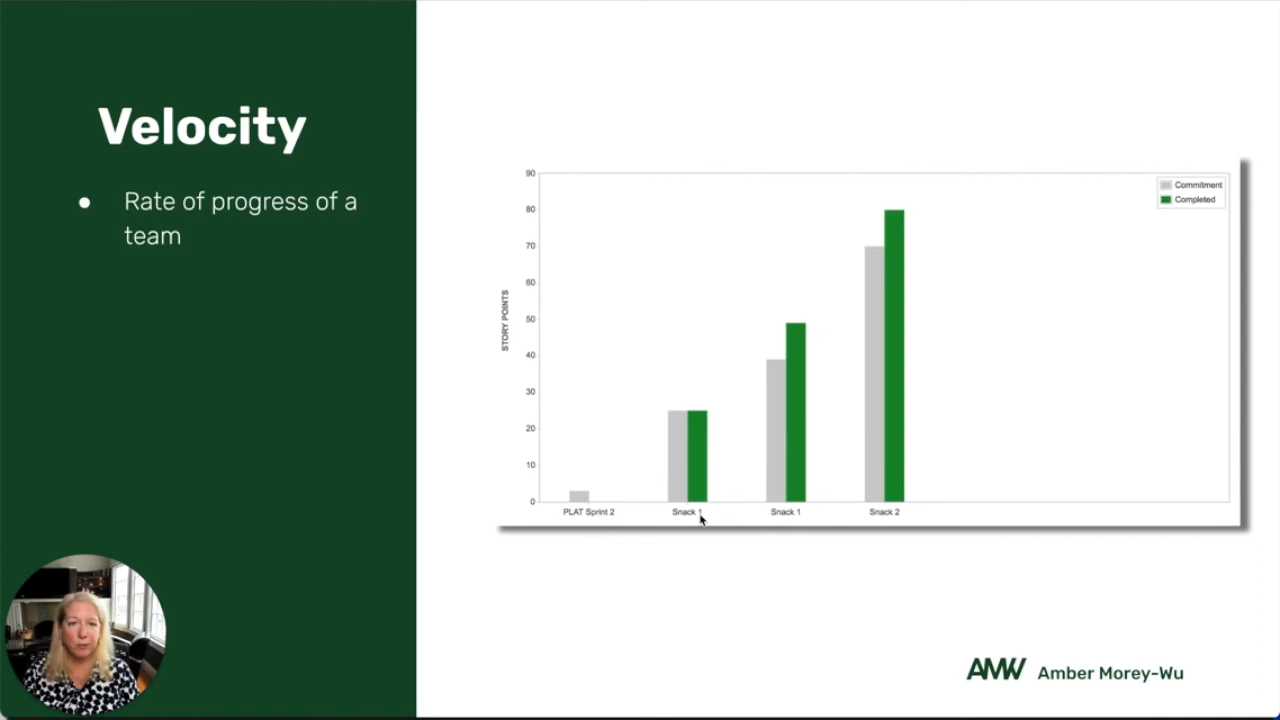 Velocity
● Rate of progress of a
team
90
80
70
60
50
40
30
20
10
0
STORY POINTS
Commitment
Completed
PLAT Sprint 2
Snack 1
Snack 1
Snack 2
AMW Amber Morey-Wu